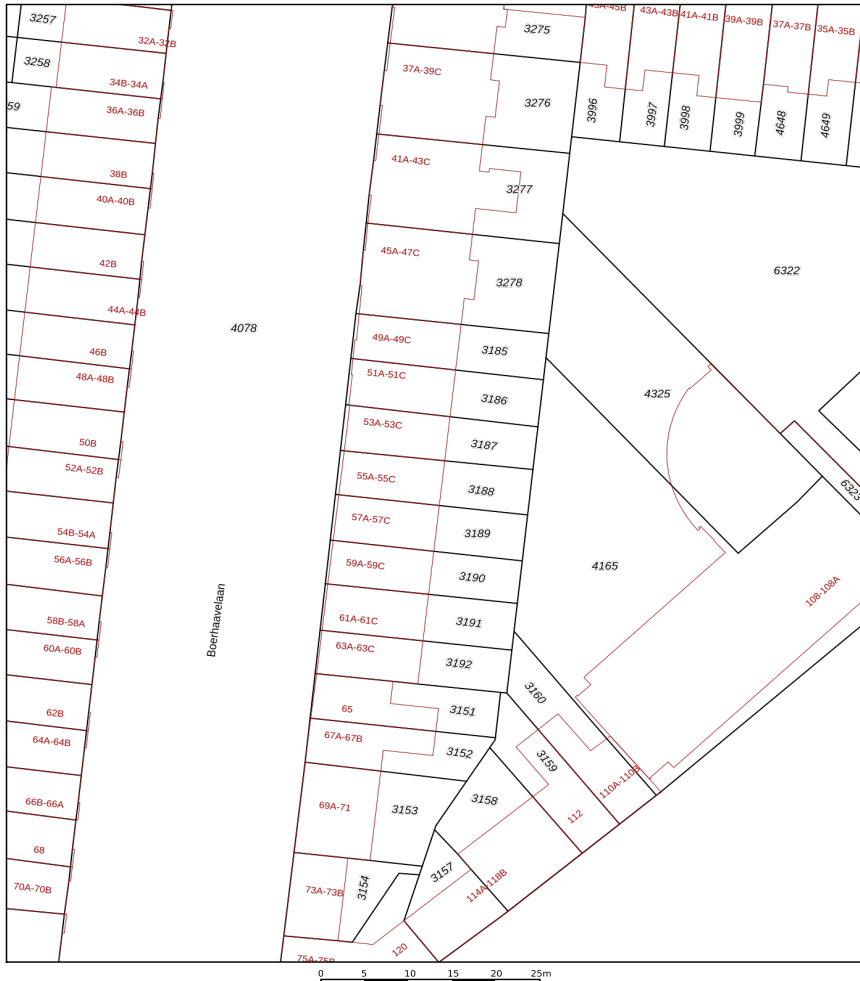 3257
32A-32B
3258
34B-34A
59
36A-36B
38B
40A-40B
42B
44A-44B
46B
48A-48B
50B
52A-52B
54B-54A
56A-56B
58B-58A
60A-60B
62B
64A-64B
66B-66A
68
70A-70B
4078
Boerhaavelaan
3275
37A-39C
3276
41A-43C
3277
45A-47C
3278
49A-49C
3185
51A-51C
3186
53A-53C
3187
55A-55C
3188
57A-57C
3189
59A-59C
3190
61A-61C
3191
63A-63C
3192
65
3151
67A-67B
3152
69A-71
3153
73A-73B
3154
75A-75B
45A-45B
43A-43B
41A-41B
39A-39B
37A-37B
35A-35B
3996
3997
3998
3999
4648
4649
6322
4325
6323
4165
108-108A
3160
3159
110A-110B
112
3158
3157
114A-118B
120
0 5 10 15 20 25m